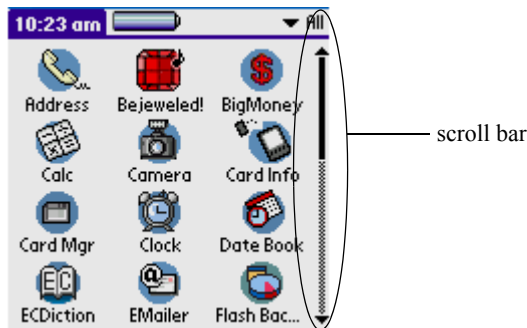 10:23 am
All
Address Bejeweled! BigMoney
scroll bar
Calc Camera Card Info
Card Mgr Clock Date Book
EC
@
ECDiction EMailer Flash Bac...